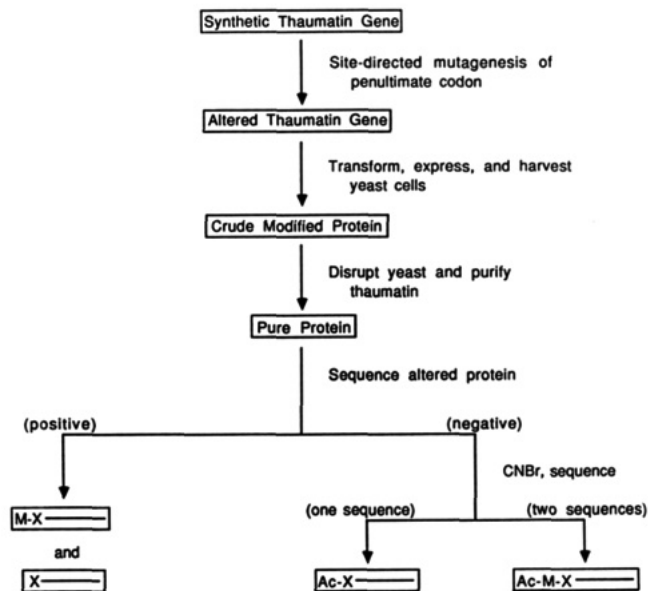 Synthetic Thaumatin Gene
Site-directed mutagenesis of
penultimate codon
Altered Thaumatin Gene
Transform, express, and harvest
yeast cells
Crude Modified Protein
Disrupt yeast and purify
thaumatin
Pure Protein
Sequence altered protein
(positive)
(negative)
CNBr, sequence
M-X
(one sequence)
(two sequences)
and
X
Ac-X
Ac-M-X